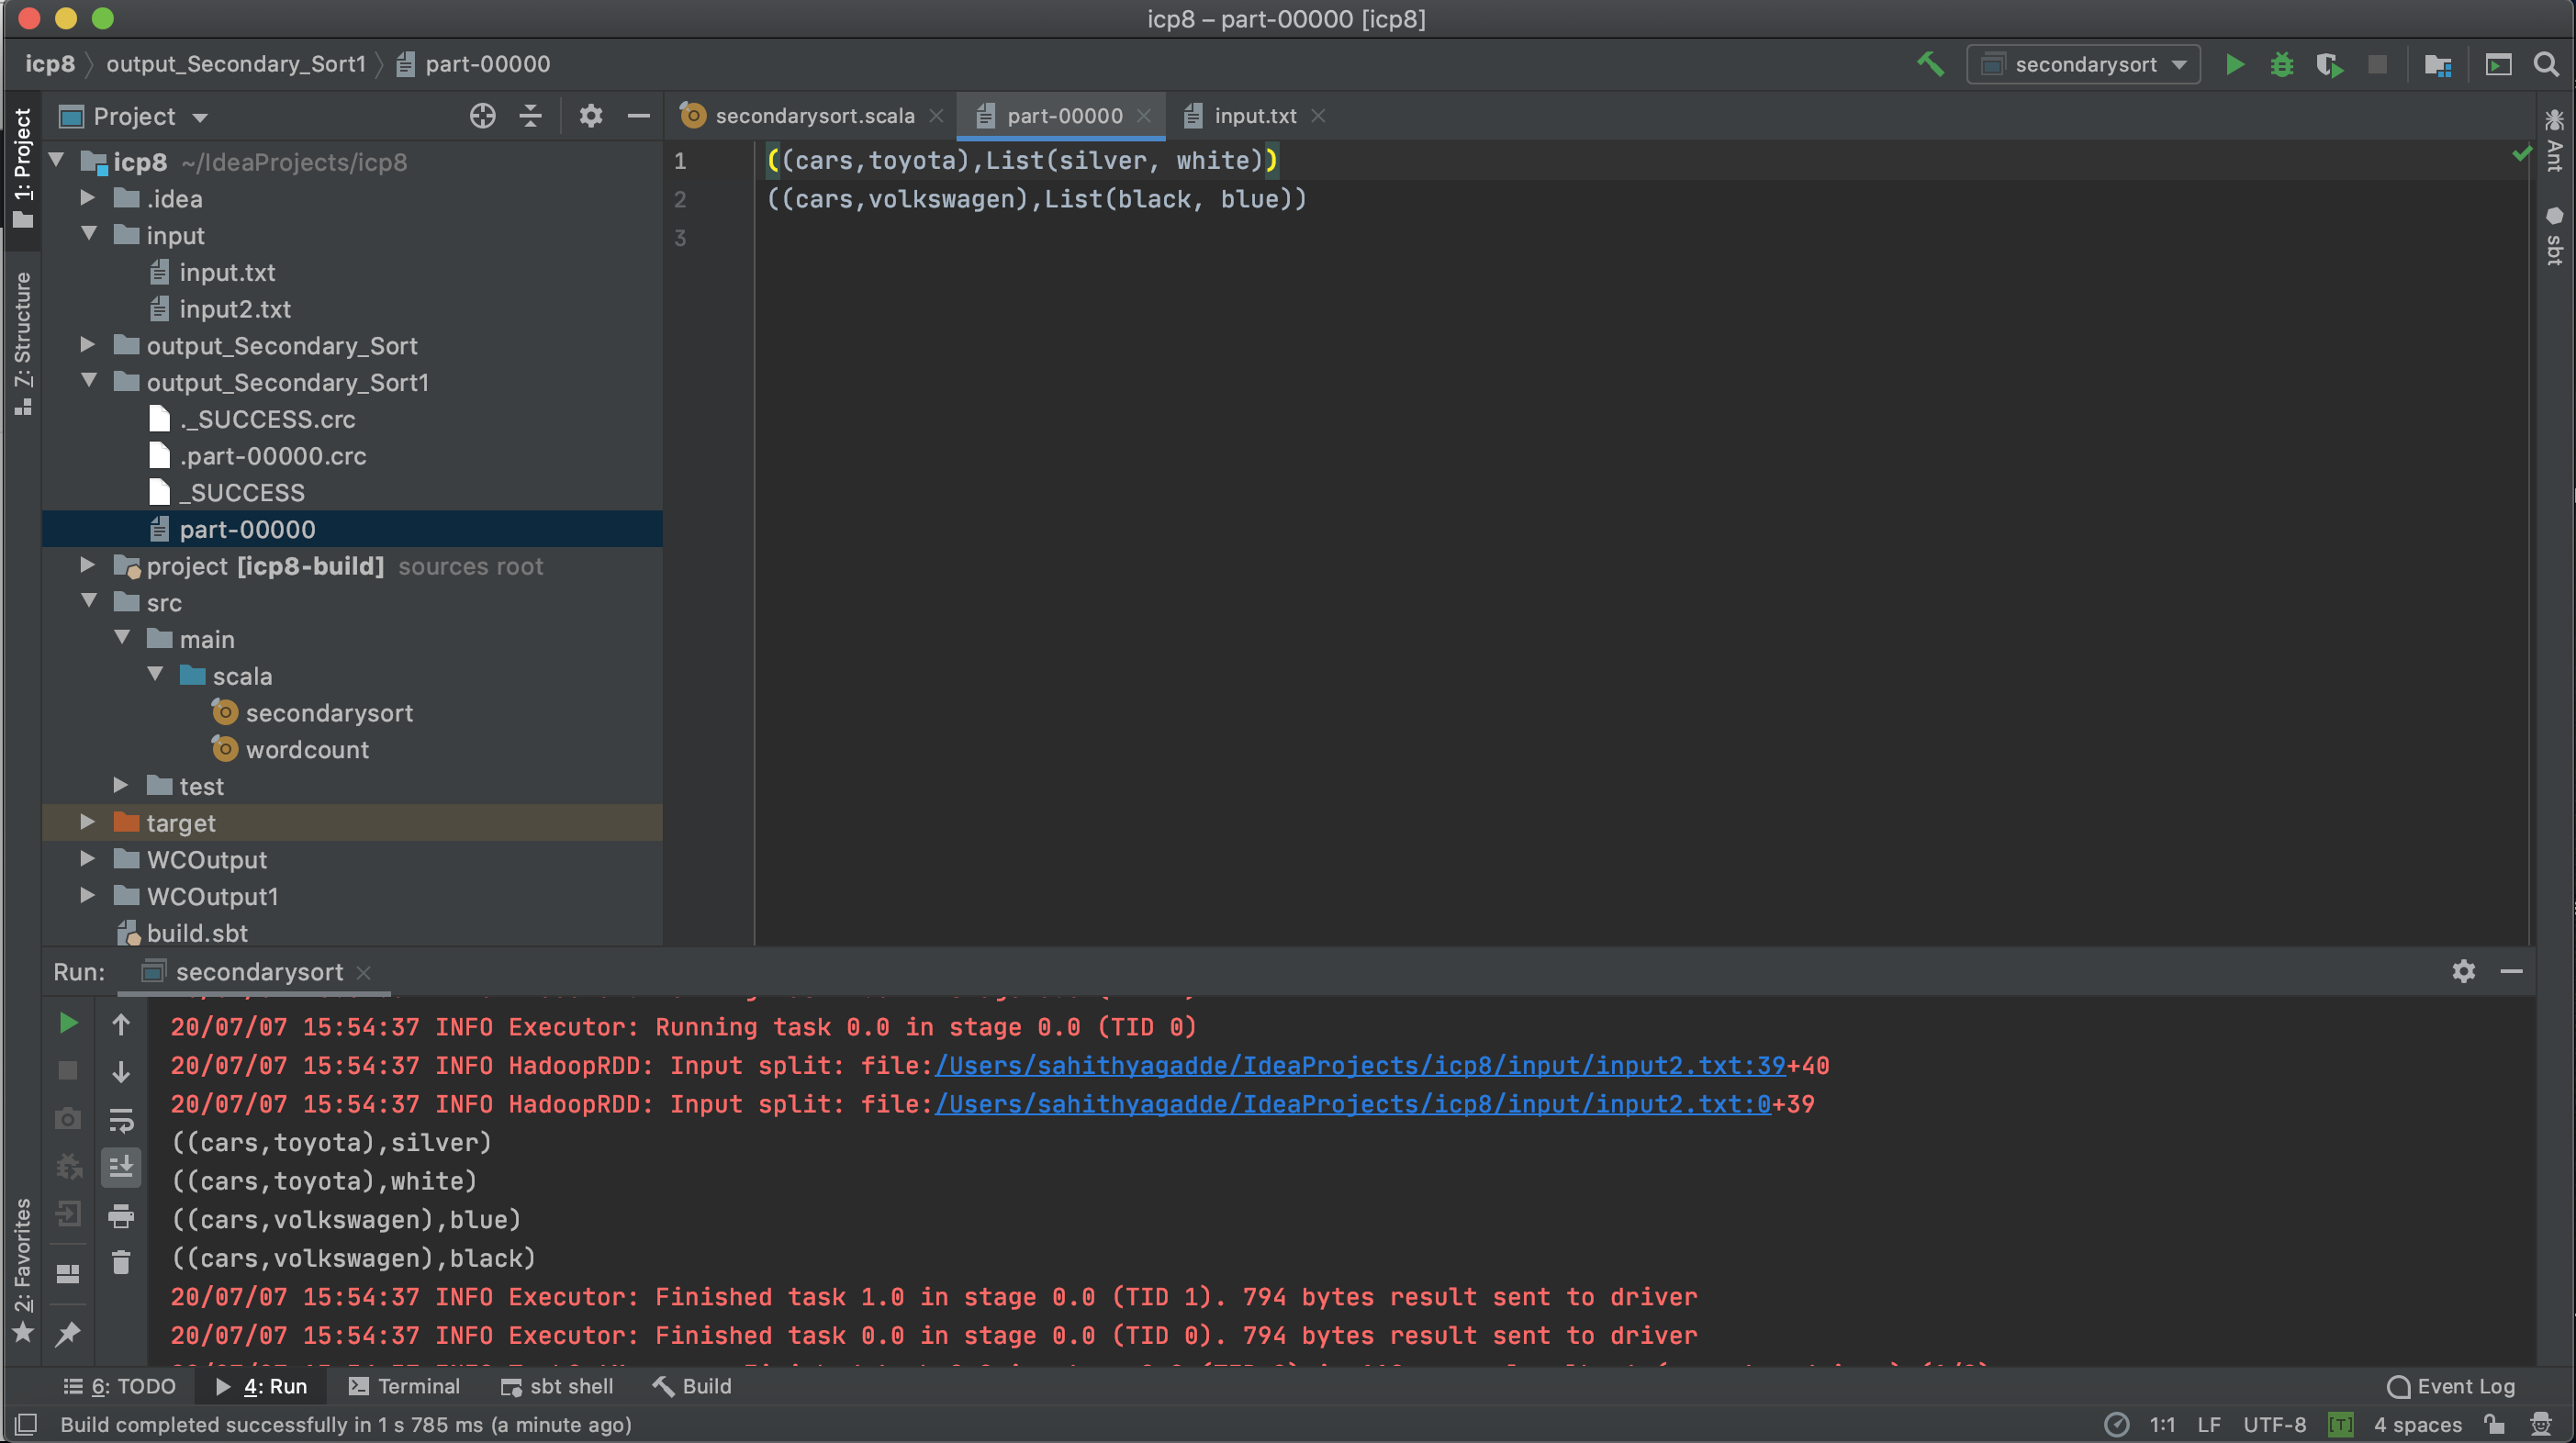 icp8 – part-00000 [icp8]
icp8 output_Secondary_Sort1 part-00000
secondarysort
1: Project
Z: Structure
2: Favorites
Project
secondarysort.scala
part-00000
input.txt
Ant
sbt
icp8 ~/IdeaProjects/icp8
.idea
input
input.txt
input2.txt
output_Secondary_Sort
output_Secondary_Sort1
._SUCCESS.crc
.part-00000.crc
_SUCCESS
part-00000
project [icp8-build] sources root
src
main
scala
secondarysort
wordcount
test
target
WCOutput
WCOutput1
build.sbt
1 ((cars,toyota),List(silver, white))
2 ((cars,volkswagen),List(black, blue))
3
Run: secondarysort
20/07/07 15:54:37 INFO Executor: Running task 0.0 in stage 0.0 (TID 0)
20/07/07 15:54:37 INFO HadoopRDD: Input split: file:/Users/sahithyagadde/IdeaProjects/icp8/input/input2.txt:39+40
20/07/07 15:54:37 INFO HadoopRDD: Input split: file:/Users/sahithyagadde/IdeaProjects/icp8/input/input2.txt:0+39
((cars,toyota),silver)
((cars,toyota),white)
((cars,volkswagen),blue)
((cars,volkswagen),black)
20/07/07 15:54:37 INFO Executor: Finished task 1.0 in stage 0.0 (TID 1). 794 bytes result sent to driver
20/07/07 15:54:37 INFO Executor: Finished task 0.0 in stage 0.0 (TID 0). 794 bytes result sent to driver
6: TODO 4: Run Terminal sbt shell Build Event Log
Build completed successfully in 1 s 785 ms (a minute ago) 1:1 LF UTF-8 [T] 4 spaces